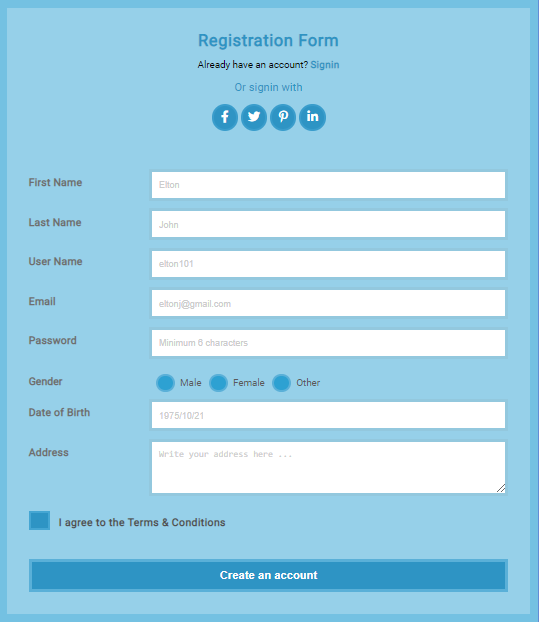 Registration Form
Already have an account? Signin
Or signin with
First Name
Elton
Last Name
John
User Name
elton101
Email
eltonj@gmail.com
Password
Minimum 6 characters
Gender
Male Female Other
Date of Birth
1975/10/21
Address
Write your address here ...
I agree to the Terms & Conditions
Create an account